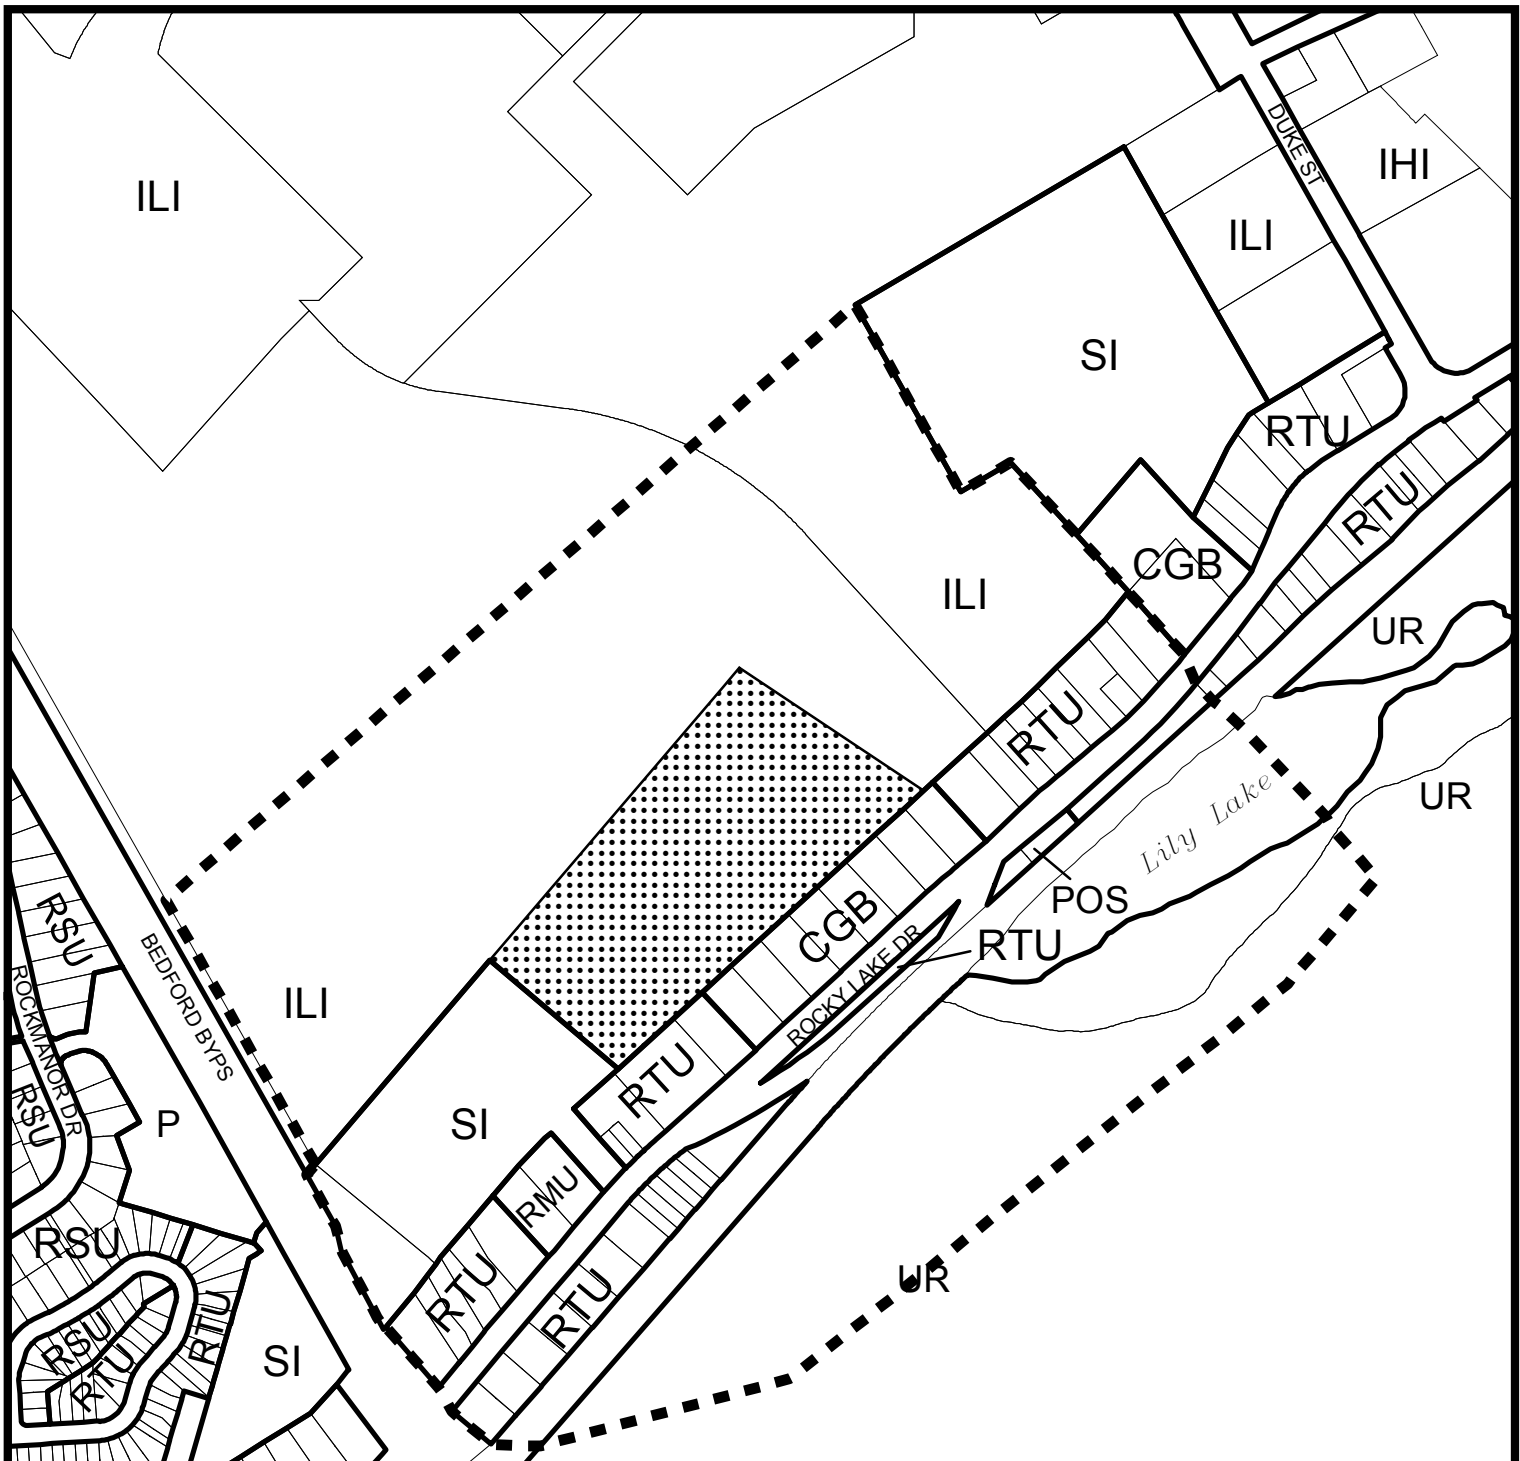 DUKE ST
IHI
ILI
ILI
SI
RTU
RTU
CGB
ILI
UR
RTU
UR
Lily Lake
POS
CGB
RTU
ROCKY LAKE DR
RSU
BEDFORD BYPS
ILI
ROCKMANOR DR
RSU
P
SI
RTU
RMU
RSU
RTU
RTU
UR
RTU
RSU
RTU
SI